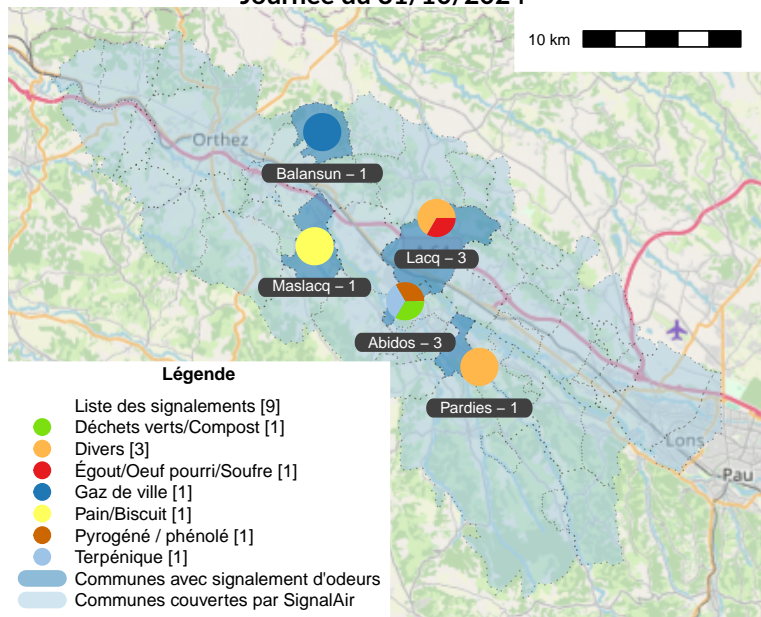 10 km
Orthez
Balansun – 1
Lacq – 3
Maslacq – 1
Abidos – 3
Pardies – 1
Lons
Pau
Légende
Liste des signalements [9]
Déchets verts/Compost [1]
Divers [3]
Égout/Oeuf pourri/Soufre [1]
Gaz de ville [1]
Pain/Biscuit [1]
Pyrogéné / phénolé [1]
Terpénique [1]
Communes avec signalement d'odeurs
Communes couvertes par SignalAir